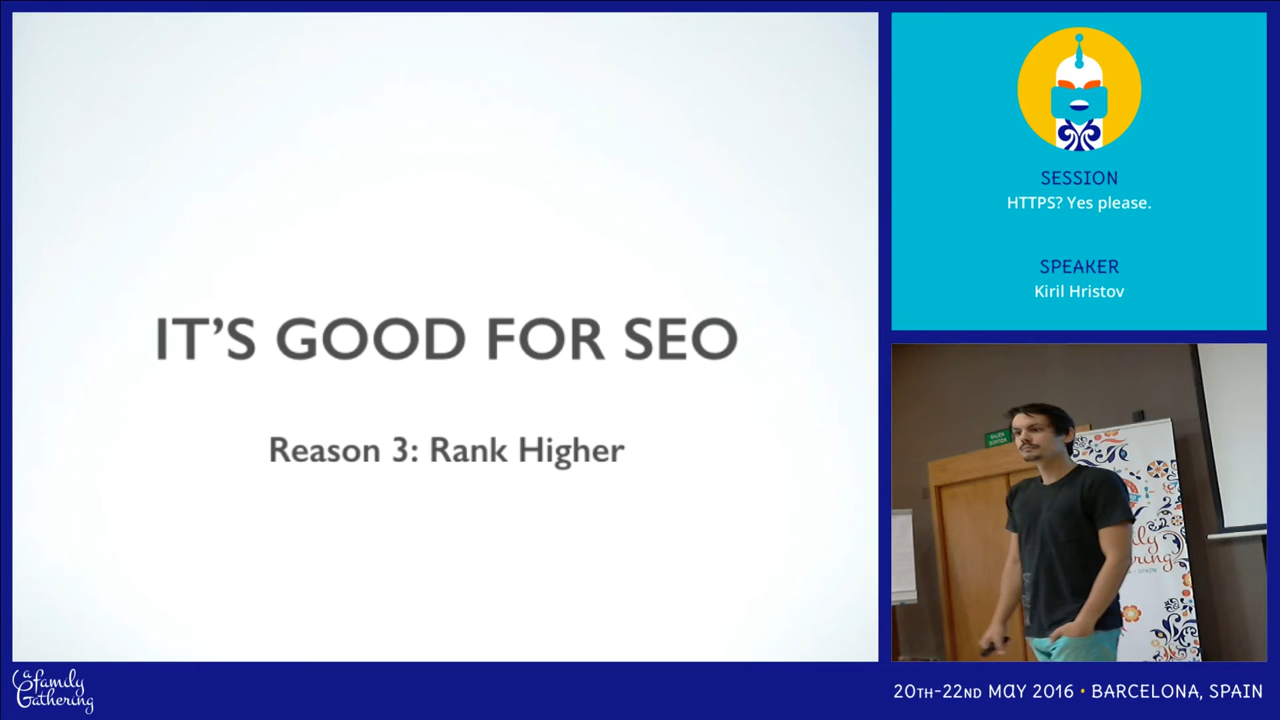 IT'S GOOD FOR SEO
Reason 3: Rank Higher
SESSION
HTTPS? Yes please.
SPEAKER
Kiril Hristov
a family
Gathering
20TH-22ND MAY 2016 • BARCELONA, SPAIN